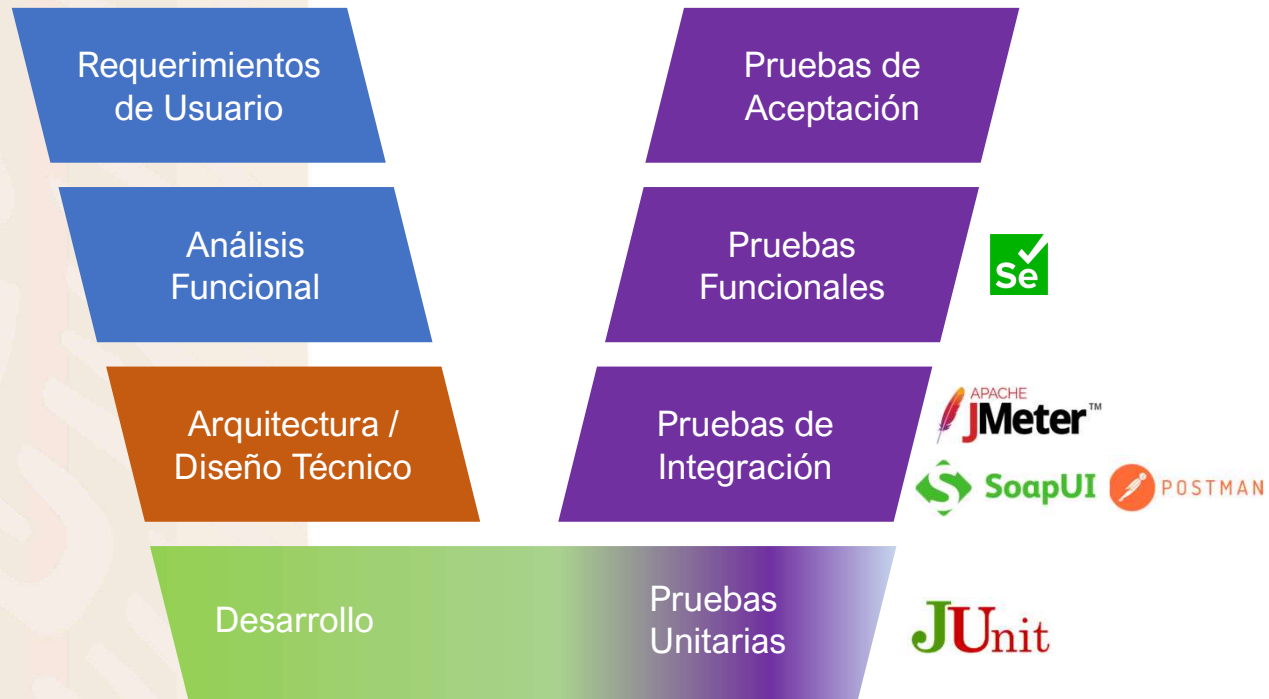 Requerimientos
de Usuario
Pruebas de
Aceptación
Análisis
Funcional
Pruebas
Funcionales
Se
Arquitectura /
Diseño Técnico
Pruebas de
Integración
APACHE
JMeter™
SoapUI
POSTMAN
Desarrollo
Pruebas
Unitarias
JUnit